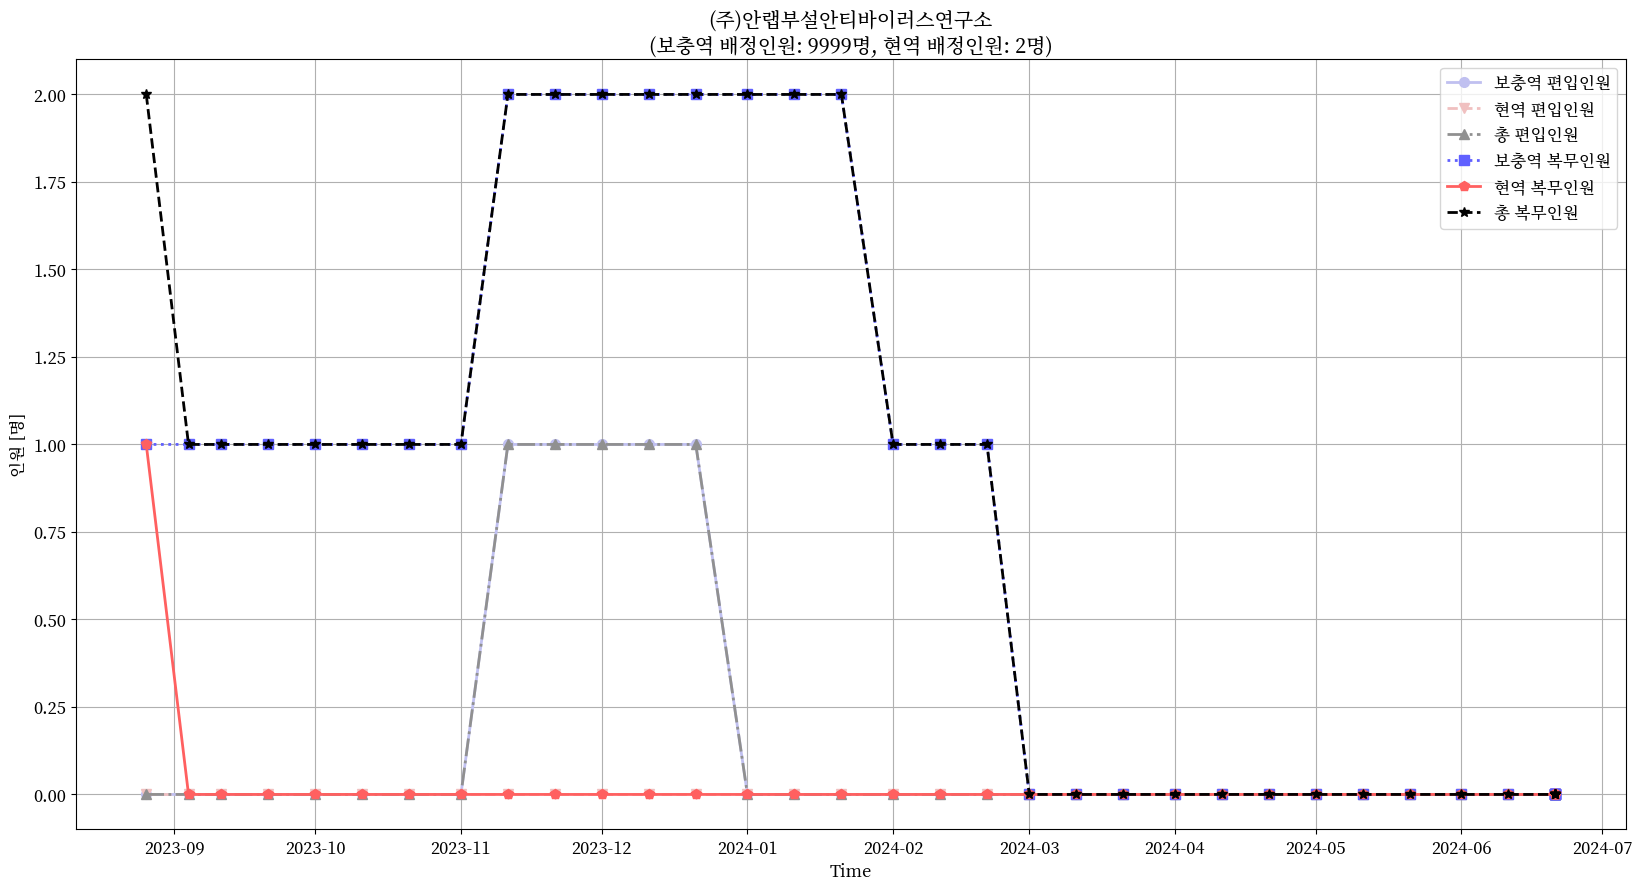 (주)안랩부설안티바이러스연구소
(보충역 배정인원: 9999명, 현역 배정인원: 2명)
보충역 편입인원
현역 편입인원
총 편입인원
보충역 복무인원
현역 복무인원
총 복무인원
인원 [명]
2.00
1.75
1.50
1.25
1.00
0.75
0.50
0.25
0.00
2023-09 2023-10 2023-11 2023-12 2024-01 2024-02 2024-03 2024-04 2024-05 2024-06 2024-07
Time